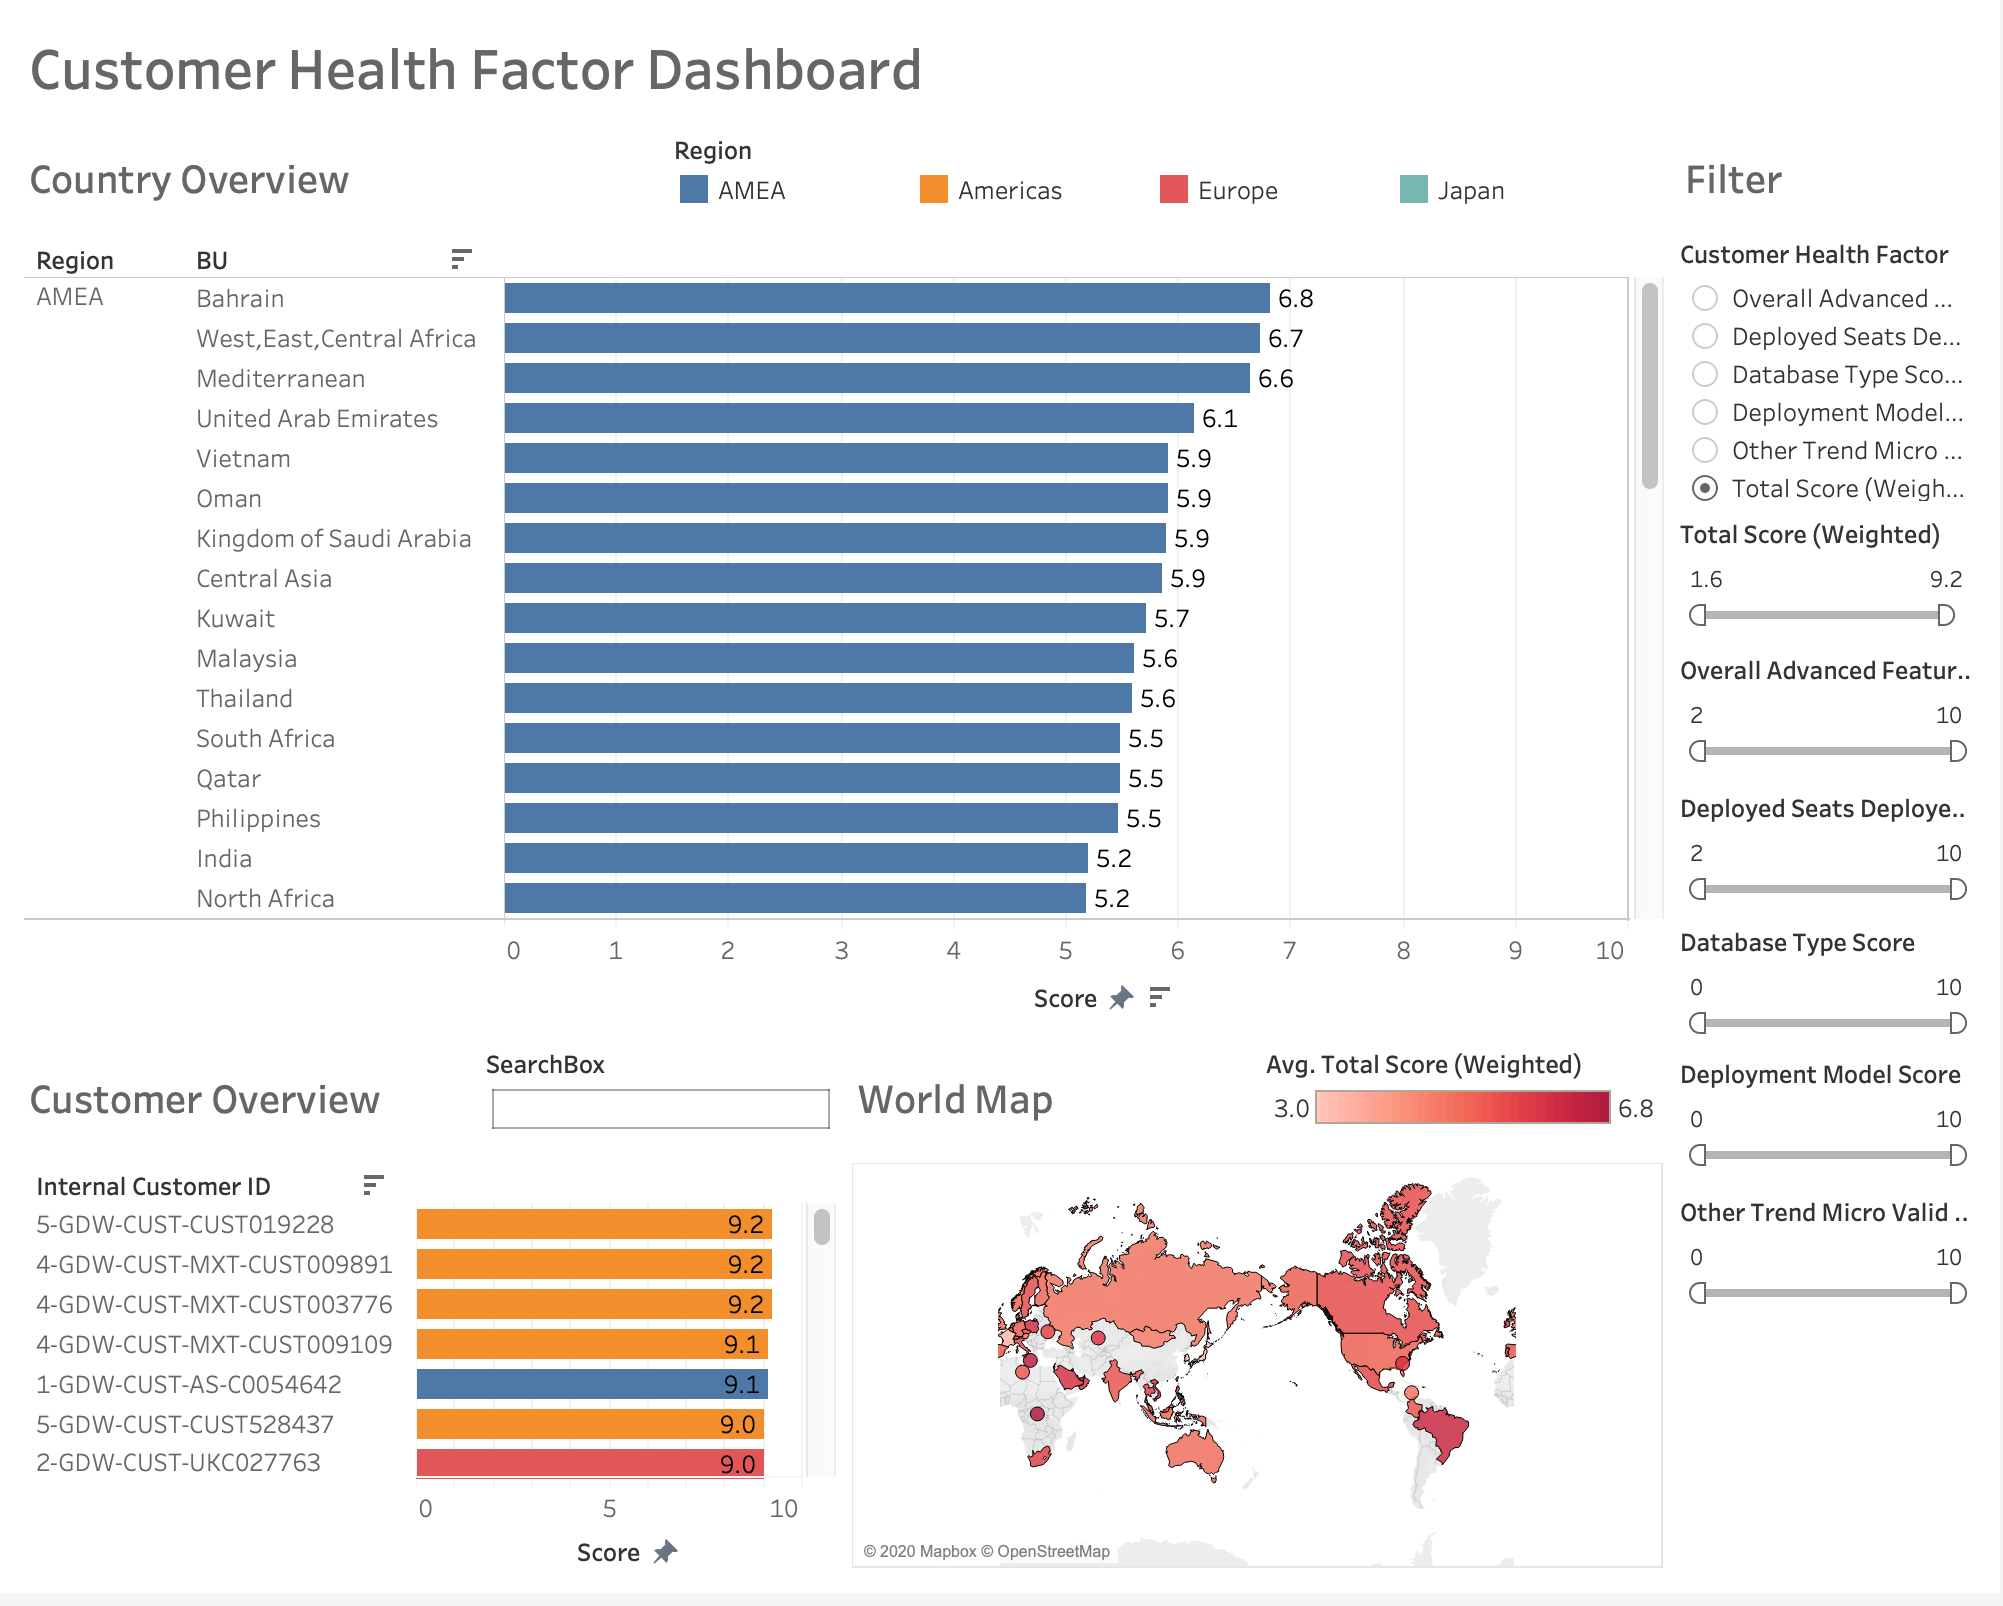 Customer Health Factor Dashboard
Country Overview
Region
AMEA
Americas
Europe
Japan
Region BU
AMEA
Bahrain 6.8
West,East,Central Africa 6.7
Mediterranean 6.6
United Arab Emirates 6.1
Vietnam 5.9
Oman 5.9
Kingdom of Saudi Arabia 5.9
Central Asia 5.9
Kuwait 5.7
Malaysia 5.6
Thailand 5.6
South Africa 5.5
Qatar 5.5
Philippines 5.5
India 5.2
North Africa 5.2
0 1 2 3 4 5 6 7 8 9 10
Score
Filter
Customer Health Factor
Overall Advanced ...
Deployed Seats De...
Database Type Sco...
Deployment Model...
Other Trend Micro ...
Total Score (Weigh...
Total Score (Weighted)
1.6 9.2
Overall Advanced Featur..
2 10
Deployed Seats Deploye..
2 10
Database Type Score
0 10
Deployment Model Score
0 10
Other Trend Micro Valid ..
0 10
Customer Overview
SearchBox
Internal Customer ID
5-GDW-CUST-CUST019228 9.2
4-GDW-CUST-MXT-CUST009891 9.2
4-GDW-CUST-MXT-CUST003776 9.2
4-GDW-CUST-MXT-CUST009109 9.1
1-GDW-CUST-AS-C0054642 9.1
5-GDW-CUST-CUST528437 9.0
2-GDW-CUST-UKC027763 9.0
0 5 10
Score
World Map
Avg. Total Score (Weighted)
3.0 6.8
© 2020 Mapbox © OpenStreetMap